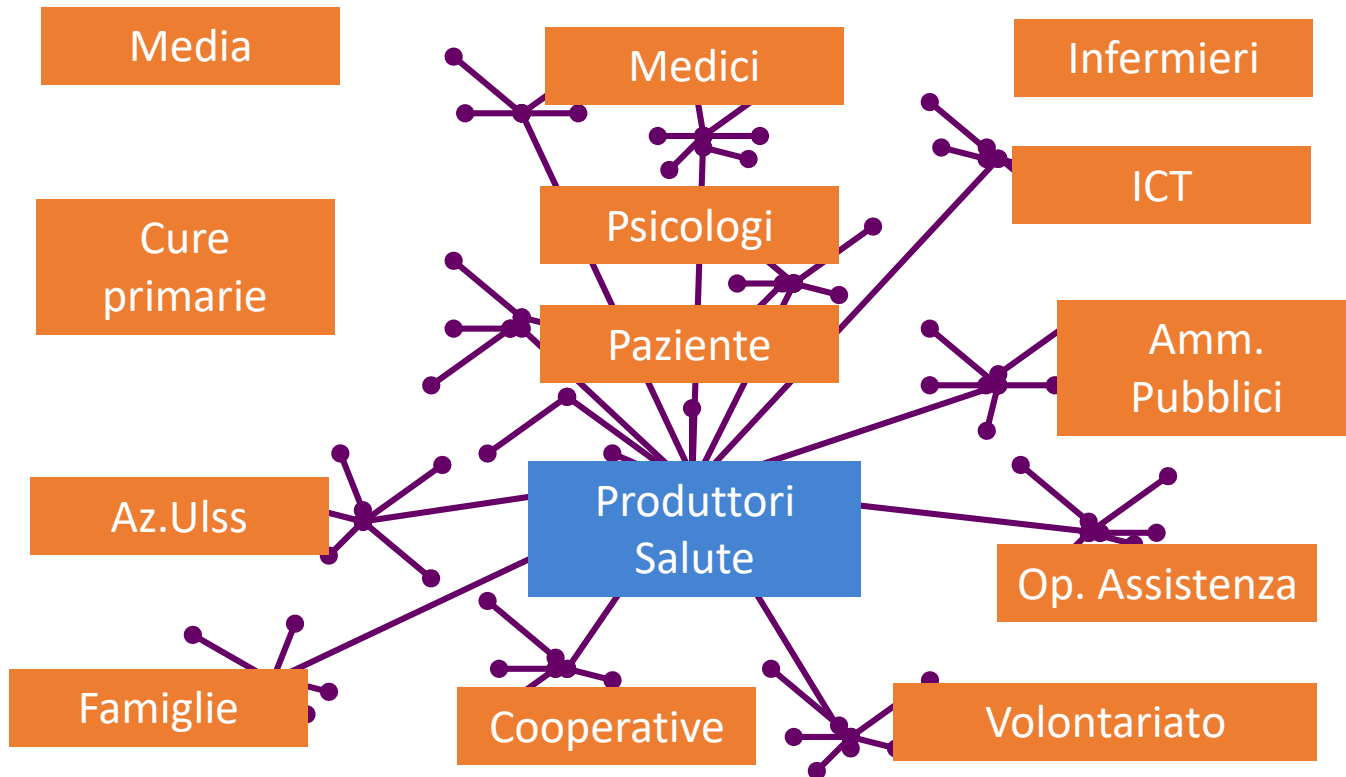 Media
Medici
Infermieri
ICT
Psicologi
Cure
primarie
Paziente
Amm.
Pubblici
Az.Ulss
Produttori
Salute
Op. Assistenza
Famiglie
Cooperative
Volontariato